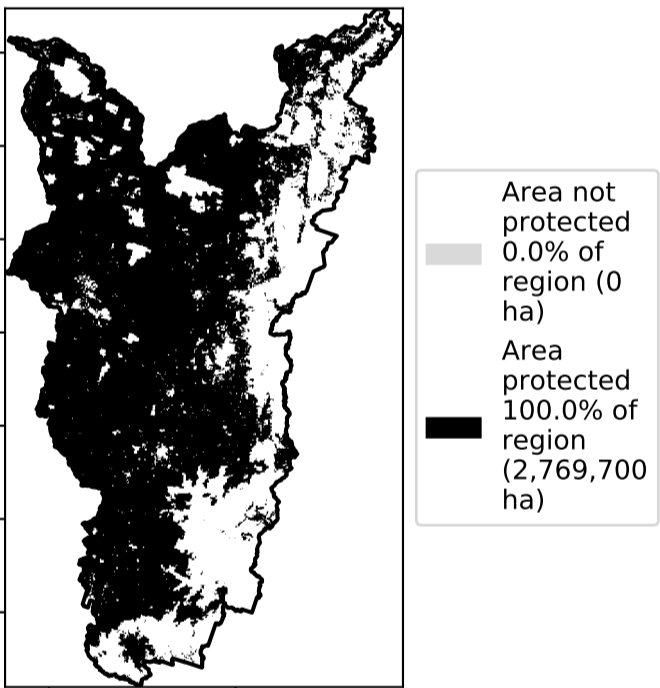 Area not
protected
0.0% of
region (0
ha)
Area
protected
100.0% of
region
(2,769,700
ha)